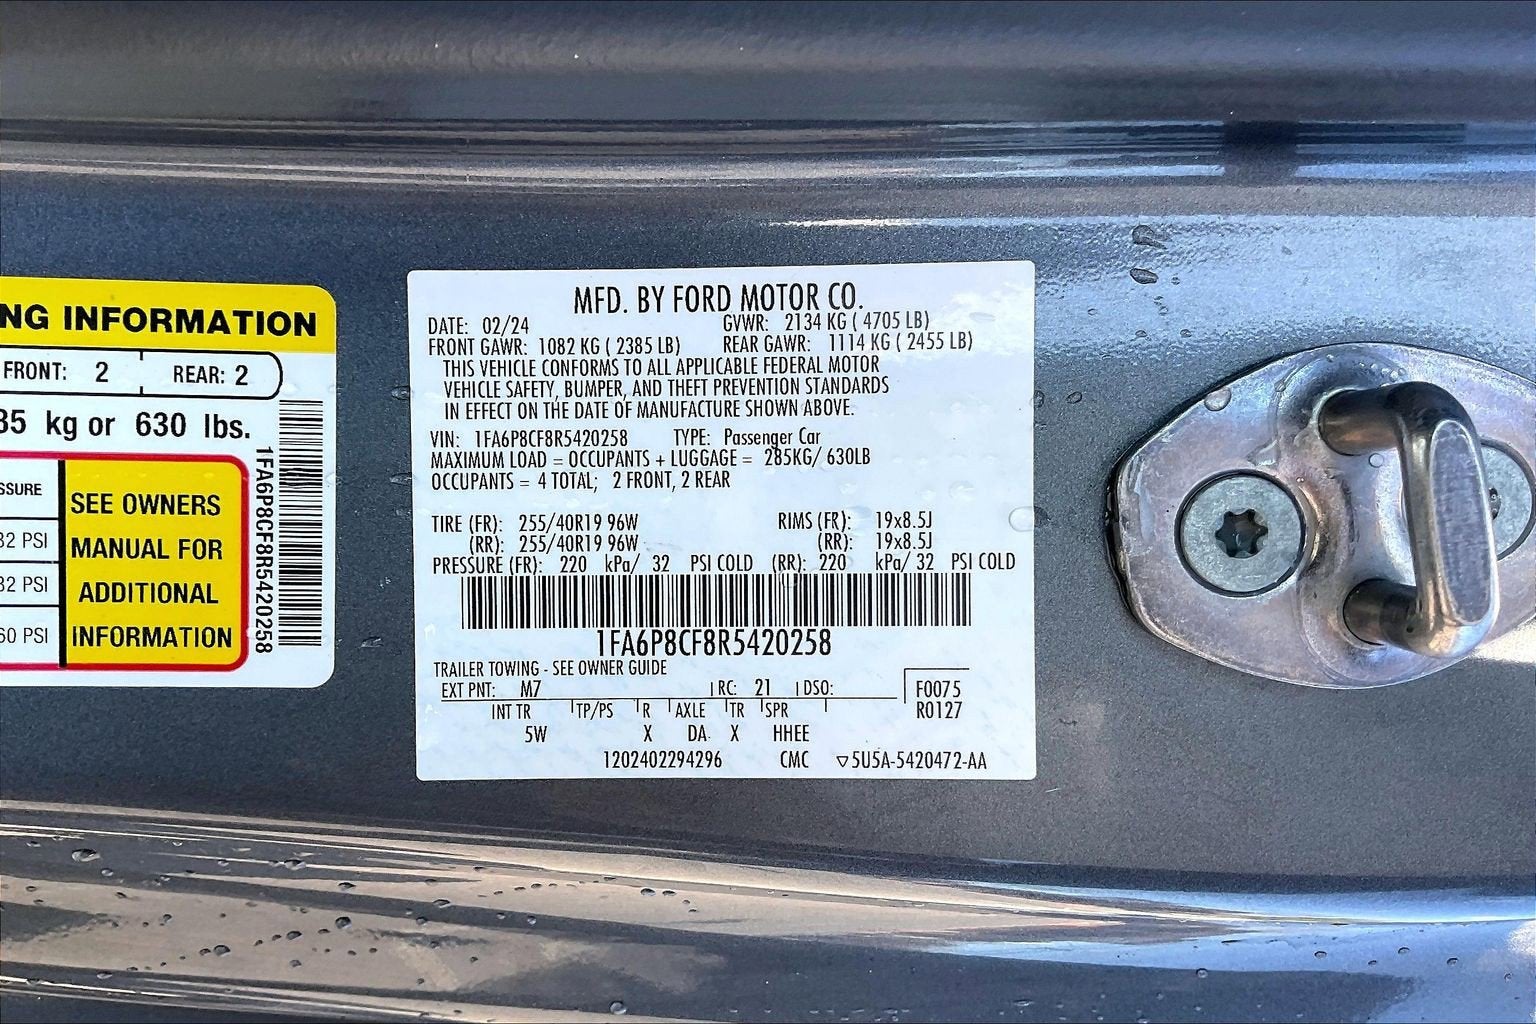 NG INFORMATION
FRONT: 2 REAR: 2
35 kg or 630 lbs.
SSURE
32 PSI
32 PSI
60 PSI
SEE OWNERS
MANUAL FOR
ADDITIONAL
INFORMATION
1FA6P8CF8R5420258
MFD. BY FORD MOTOR CO.
DATE: 02/24 GVWR: 2134 KG ( 4705 LB)
FRONT GAWR: 1082 KG ( 2385 LB) REAR GAWR: 1114 KG ( 2455 LB)
THIS VEHICLE CONFORMS TO ALL APPLICABLE FEDERAL MOTOR
VEHICLE SAFETY, BUMPER, AND THEFT PREVENTION STANDARDS
IN EFFECT ON THE DATE OF MANUFACTURE SHOWN ABOVE.
VIN: 1FA6P8CF8R5420258 TYPE: Passenger Car
MAXIMUM LOAD = OCCUPANTS + LUGGAGE = 285KG/ 630LB
OCCUPANTS = 4 TOTAL; 2 FRONT, 2 REAR
TIRE (FR): 255/40R19 96W RIMS (FR): 19x8.5J
(RR): 255/40R19 96W (RR): 19x8.5J
PRESSURE (FR): 220 kPa/ 32 PSI COLD (RR): 220 kPa/ 32 PSI COLD
1FA6P8CF8R5420258
TRAILER TOWING - SEE OWNER GUIDE
EXT PNT: M7 RC: 21 DSO: F0075
INT TR TP/PS R AXLE TR SPR R0127
5W X DA X HHEE
1202402294296 CMC ▽5U5A-5420472-AA